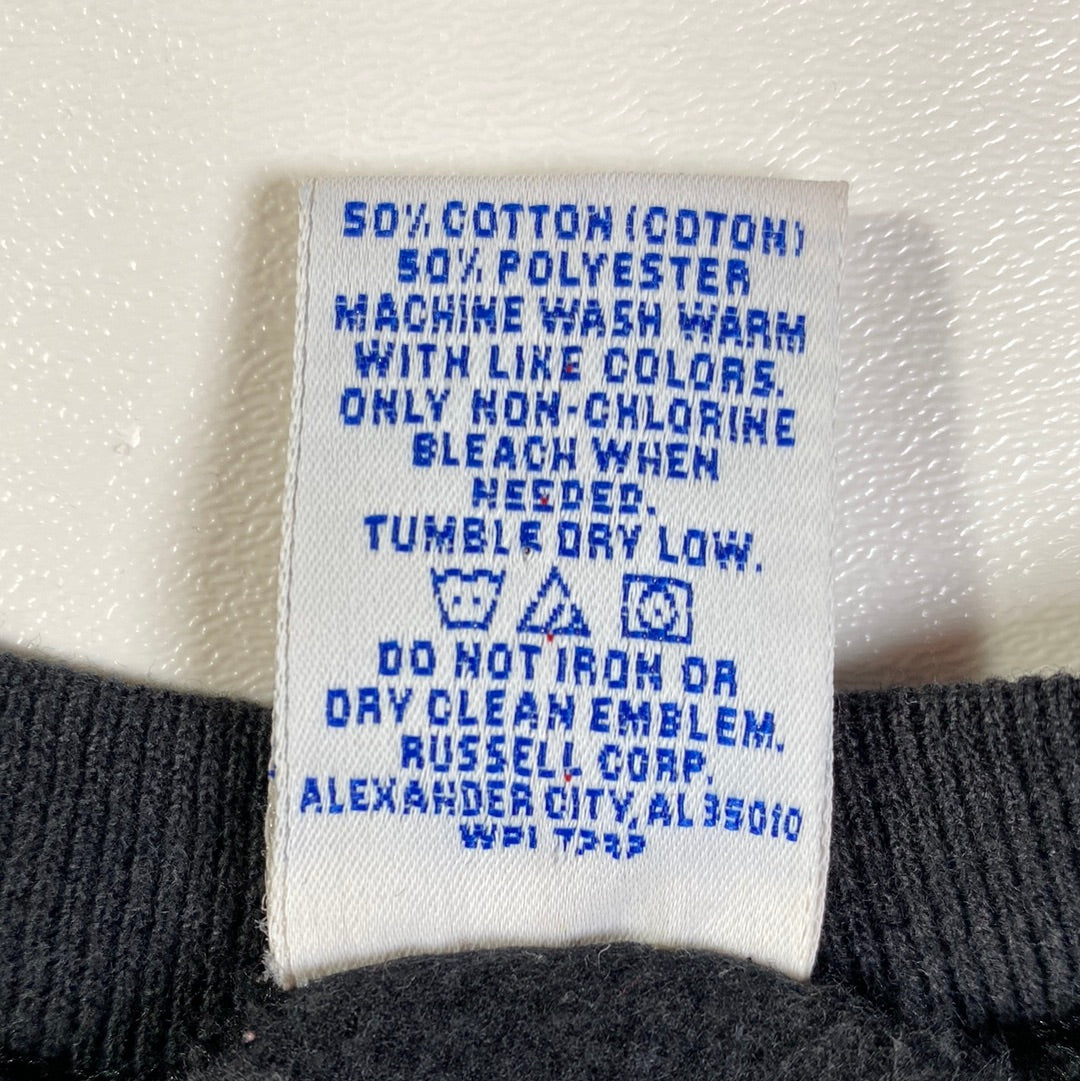 50% COTTON (COTON)
50% POLYESTER
MACHINE WASH WARM
WITH LIKE COLORS.
ONLY NON-CHLORINE
BLEACH WHEN
NEEDED.
TUMBLE DRY LOW.
DO NOT IRON OR
DRY CLEAN EMBLEM.
RUSSELL CORP.
ALEXANDER CITY, AL 35010
WPL